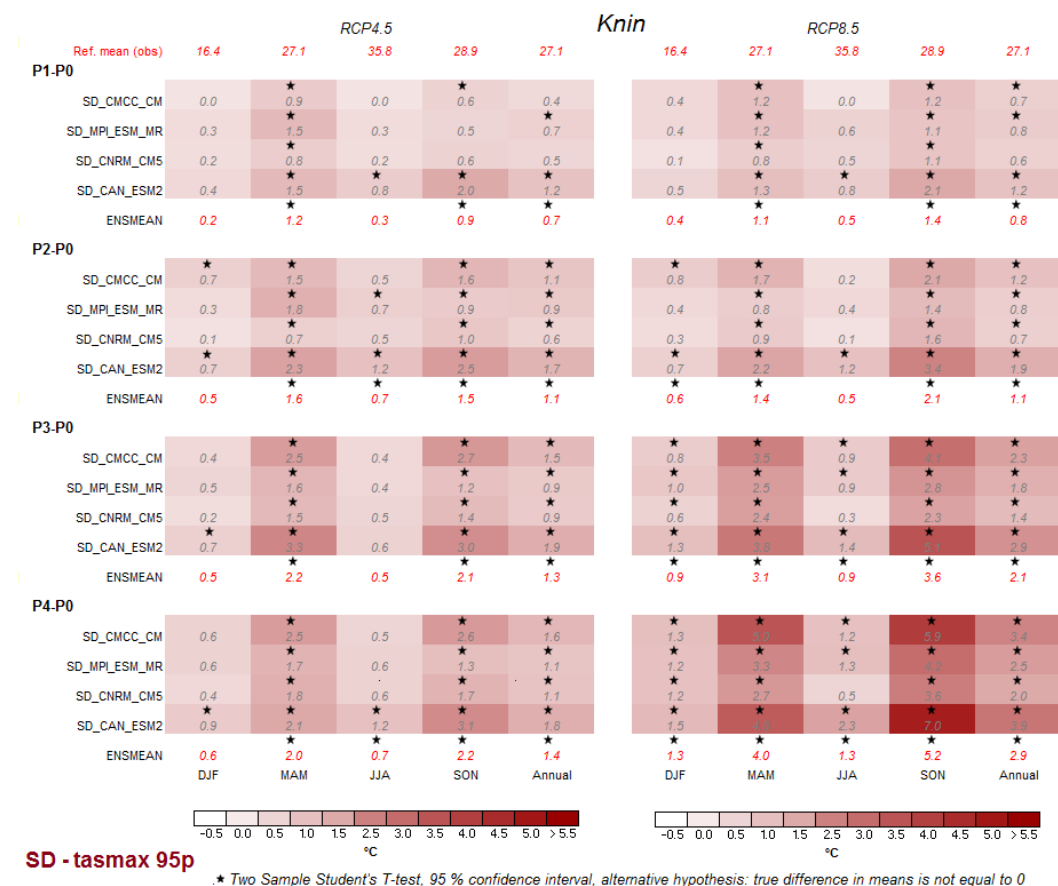 Knin
RCP4.5 RCP8.5
Ref. mean (obs) 16.4 27.1 35.8 28.9 27.1 16.4 27.1 35.8 28.9 27.1
P1-P0
SD_CMCC_CM 0.0 0.9 0.0 0.6 0.4 0.4 1.2 0.0 1.2 0.7
SD_MPI_ESM_MR 0.3 1.5 0.3 0.5 0.7 0.4 1.2 0.6 1.1 0.8
SD_CNRM_CM5 0.2 0.8 0.2 0.6 0.5 0.1 0.8 0.5 1.1 0.6
SD_CAN_ESM2 0.4 1.5 0.8 2.0 1.2 0.5 1.3 0.8 2.1 1.2
ENSMEAN 0.2 1.2 0.3 0.9 0.7 0.4 1.1 0.5 1.4 0.8
P2-P0
SD_CMCC_CM 0.7 1.5 0.5 1.6 1.1 0.8 1.7 0.2 2.1 1.2
SD_MPI_ESM_MR 0.3 1.8 0.7 0.9 0.9 0.4 0.8 0.4 1.4 0.8
SD_CNRM_CM5 0.1 0.7 0.5 1.0 0.6 0.3 0.9 0.1 1.6 0.7
SD_CAN_ESM2 0.7 2.3 1.2 2.5 1.7 0.7 2.2 1.2 3.4 1.9
ENSMEAN 0.5 1.6 0.7 1.5 1.1 0.6 1.4 0.5 2.1 1.1
P3-P0
SD_CMCC_CM 0.4 2.5 0.4 2.7 1.5 0.8 3.5 0.9 4.1 2.3
SD_MPI_ESM_MR 0.5 1.6 0.4 1.2 0.9 1.0 2.5 0.9 2.8 1.8
SD_CNRM_CM5 0.2 1.5 0.5 1.4 0.9 0.6 2.4 0.3 2.3 1.4
SD_CAN_ESM2 0.7 3.3 0.6 3.0 1.9 1.3 3.8 1.4 2.9
ENSMEAN 0.5 2.2 0.5 2.1 1.3 0.9 3.1 0.9 3.6 2.1
P4-P0
SD_CMCC_CM 0.6 2.5 0.5 2.6 1.6 1.3 5.0 1.2 5.9 3.4
SD_MPI_ESM_MR 0.6 1.7 0.6 1.3 1.1 1.2 3.3 1.3 4.2 2.5
SD_CNRM_CM5 0.4 1.8 0.6 1.7 1.1 1.2 2.7 0.5 3.6 2.0
SD_CAN_ESM2 0.9 2.1 1.2 3.1 1.8 1.5 2.3 7.0 3.9
ENSMEAN 0.6 2.0 0.7 2.2 1.4 1.3 4.0 1.3 5.2 2.9
DJF MAM JJA SON Annual DJF MAM JJA SON Annual
-0.5 0.0 0.5 1.0 1.5 2.5 3.0 3.5 4.0 4.5 5.0 > 5.5 -0.5 0.0 0.5 1.0 1.5 2.5 3.0 3.5 4.0 4.5 5.0 > 5.5
°C °C
SD - tasmax 95p
.★ Two Sample Student's T-test, 95 % confidence interval, alternative hypothesis: true difference in means is not equal to 0